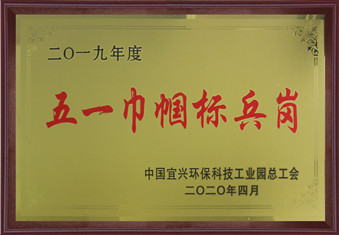 二〇一九年度
五一巾帼标兵岗
中国宜兴环保科技工业园总工会
二〇二〇年四月